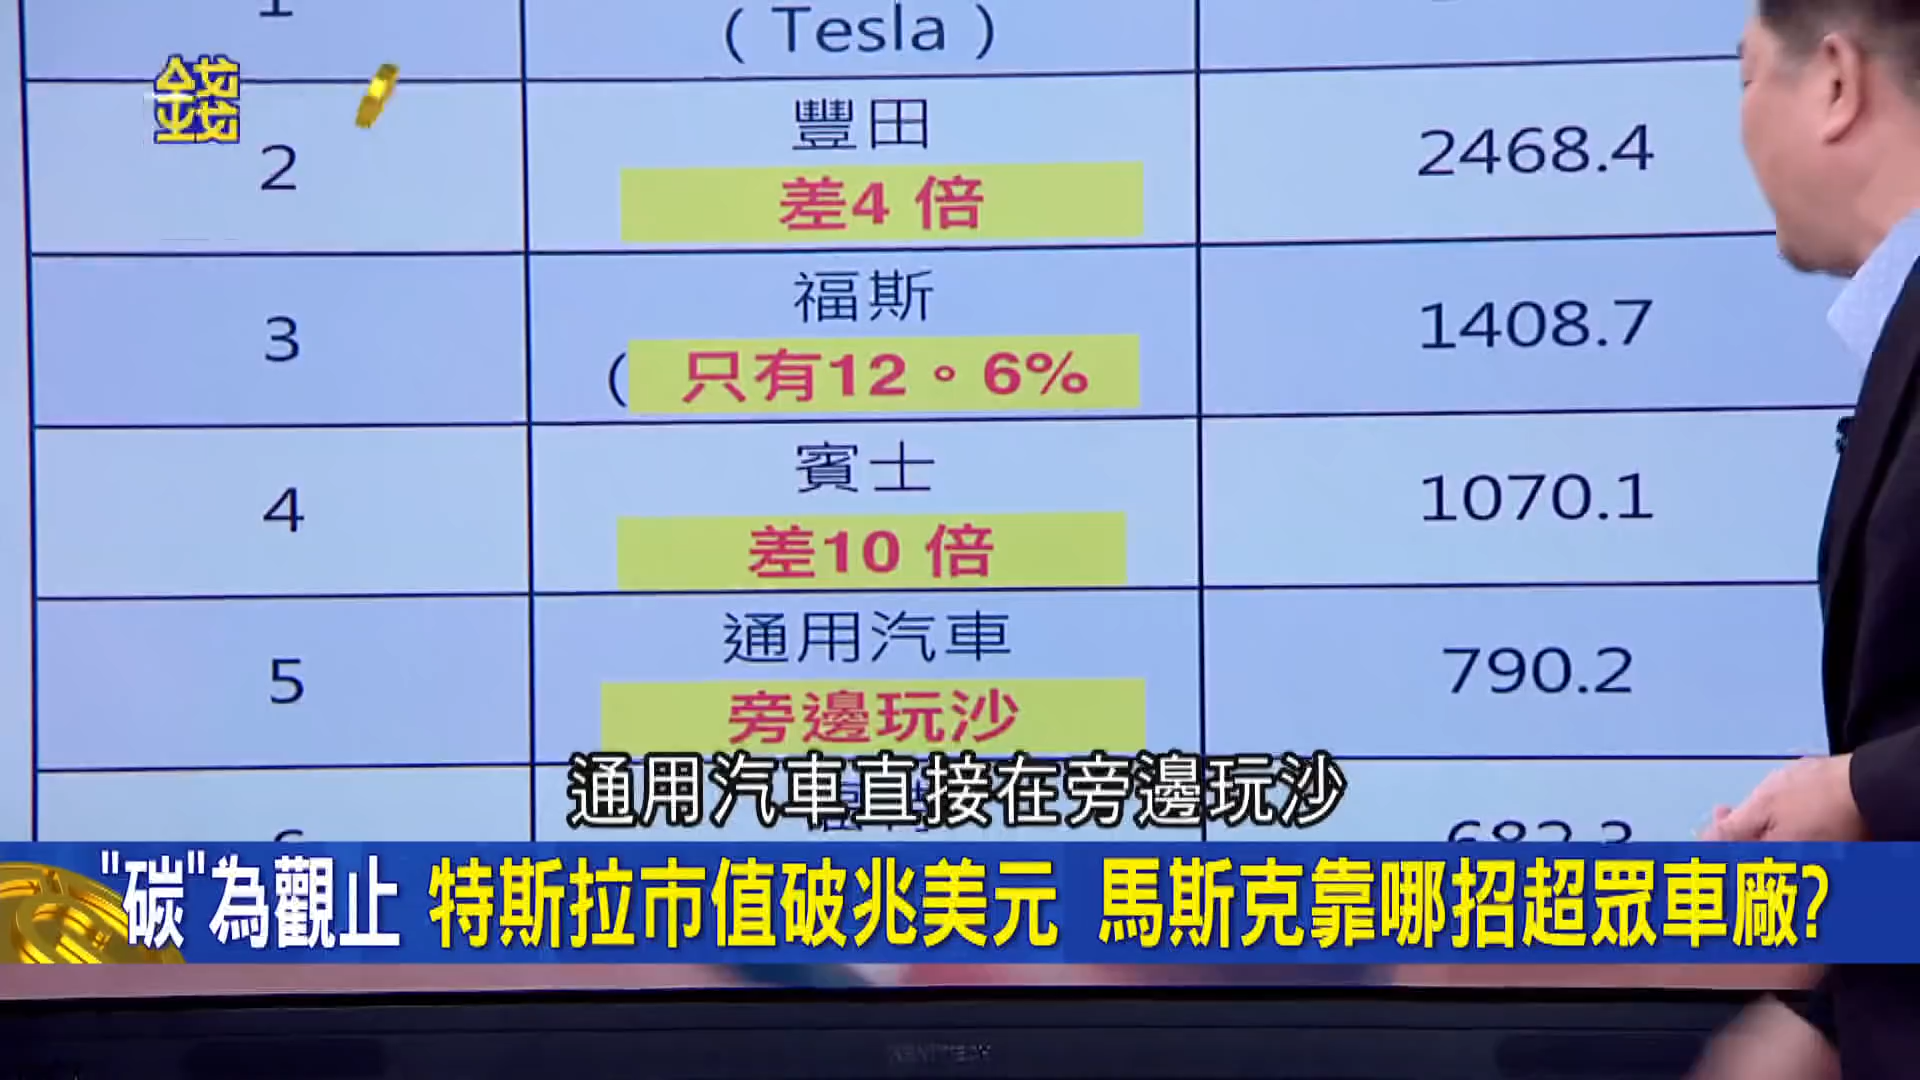 1
( Tesla )
錢
2
豐田
差4 倍
2468.4
3
福斯
( 只有12。6%
1408.7
4
賓士
差10 倍
1070.1
5
通用汽車
旁邊玩沙
790.2
通用汽車直接在旁邊玩沙
6
682.3
"碳"為觀止 特斯拉市值破兆美元 馬斯克靠哪招超眾車廠?